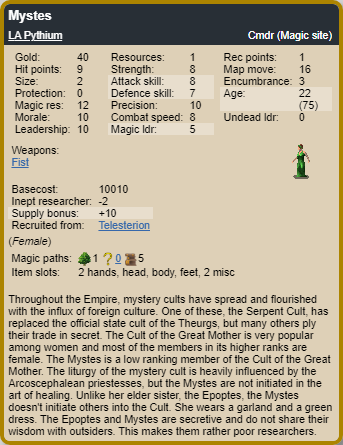 Mystes
LA Pythium Cmdr (Magic site)
Gold: 40 Resources: 1 Rec points: 1
Hit points: 9 Strength: 8 Map move: 16
Size: 2 Attack skill: 8 Encumbrance: 3
Protection: 0 Defence skill: 7 Age: 22
Magic res: 12 Precision: 10 (75)
Morale: 10 Combat speed: 8 Undead ldr: 0
Leadership: 10 Magic ldr: 5
Weapons:
Fist
Basecost: 10010
Inept researcher: -2
Supply bonus: +10
Recruited from: Telesterion
(Female)
Magic paths: 1 ? 0 5
Item slots: 2 hands, head, body, feet, 2 misc
Throughout the Empire, mystery cults have spread and flourished
with the influx of foreign culture. One of these, the Serpent Cult, has
replaced the official state cult of the Theurgs, but many others ply
their trade in secret. The Cult of the Great Mother is very popular
among women and most of the members in its higher ranks are
female. The Mystes is a low ranking member of the Cult of the Great
Mother. The liturgy of the mystery cult is heavily influenced by the
Arcoscephalean priestesses, but the Mystes are not initiated in the
art of healing. Unlike her elder sister, the Epoptes, the Mystes
doesn't initiate others into the Cult. She wears a garland and a green
dress. The Epoptes and Mystes are secretive and do not share their
wisdom with outsiders. This makes them rather poor researchers.